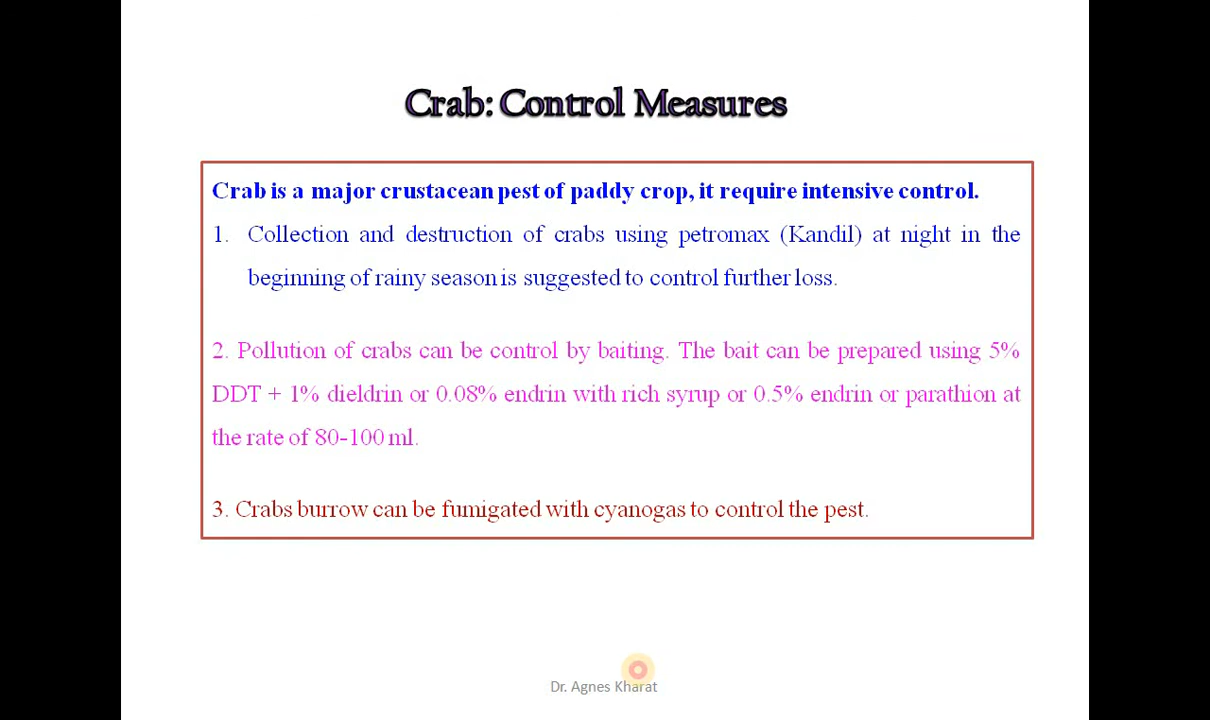 Crab: Control Measures
Crab is a major crustacean pest of paddy crop, it require intensive control.
1. Collection and destruction of crabs using petromax (Kandil) at night in the
beginning of rainy season is suggested to control further loss.
2. Pollution of crabs can be control by baiting. The bait can be prepared using 5%
DDT + 1% dieldrin or 0.08% endrin with rich syrup or 0.5% endrin or parathion at
the rate of 80-100 ml.
3. Crabs burrow can be fumigated with cyanogas to control the pest.
Dr. Agnes Kharat